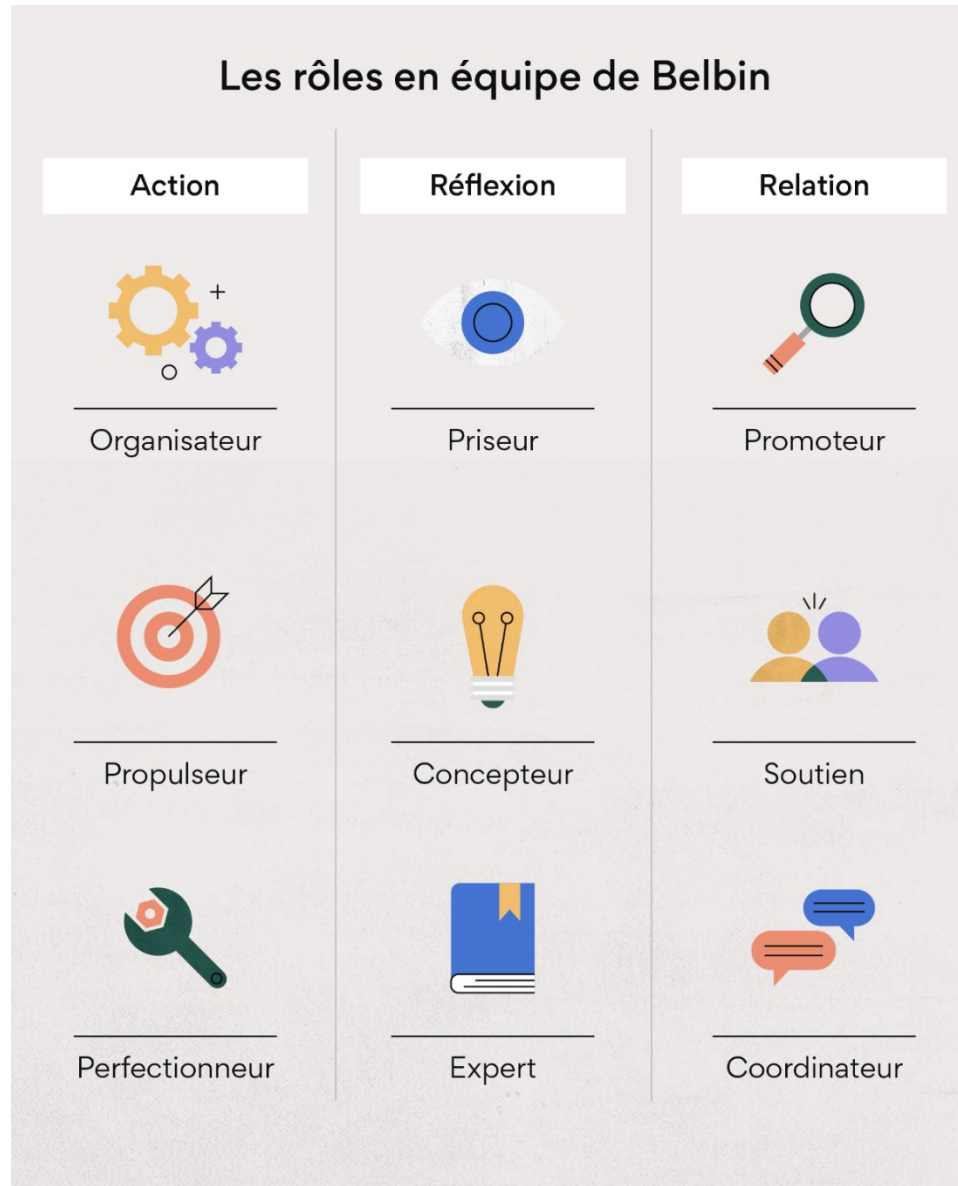 Les rôles en équipe de Belbin
Action
Réflexion
Relation
Organisateur
Priseur
Promoteur
Propulseur
Concepteur
Soutien
Perfectionneur
Expert
Coordinateur